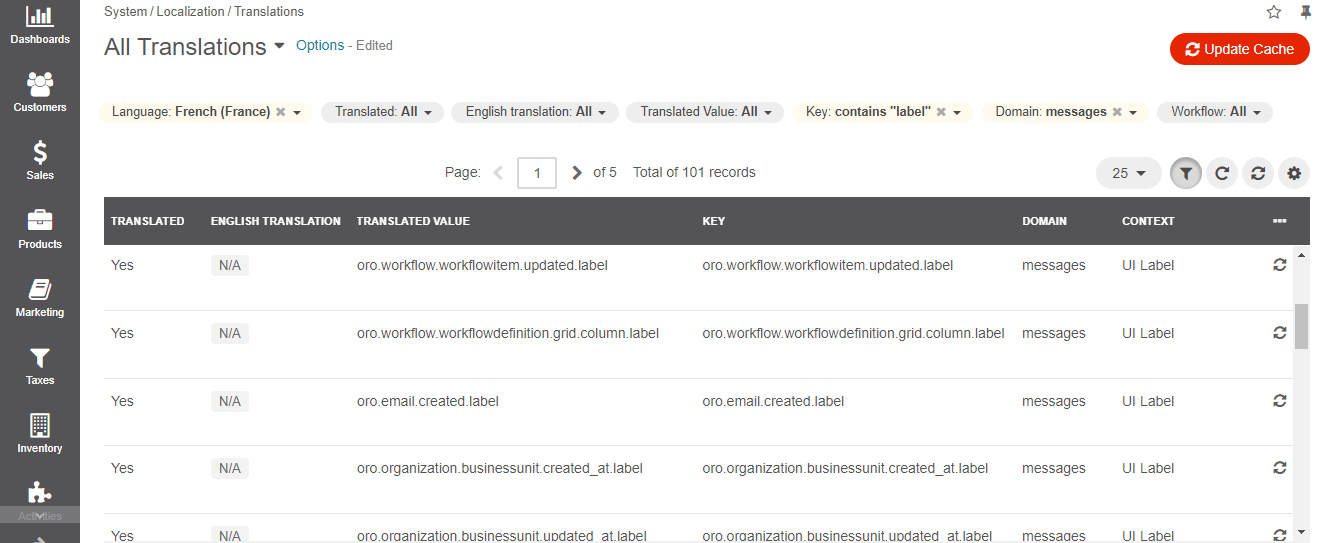 Dashboards
Customers
Sales
Products
Marketing
Taxes
Inventory
Activities
System / Localization / Translations
All Translations Options - Edited
Update Cache
Language: French (France) Translated: All English translation: All Translated Value: All Key: contains "label" Domain: messages Workflow: All
Page: 1 of 5 Total of 101 records 25
TRANSLATED ENGLISH TRANSLATION TRANSLATED VALUE KEY DOMAIN CONTEXT
Yes N/A oro.workflow.workflowitem.updated.label oro.workflow.workflowitem.updated.label messages UI Label
Yes N/A oro.workflow.workflowdefinition.grid.column.label oro.workflow.workflowdefinition.grid.column.label messages UI Label
Yes N/A oro.email.created.label oro.email.created.label messages UI Label
Yes N/A oro.organization.businessunit.created_at.label oro.organization.businessunit.created_at.label messages UI Label
Yes N/A oro.organization.businessunit.updated_at.label oro.organization.businessunit.updated_at.label messages UI Label